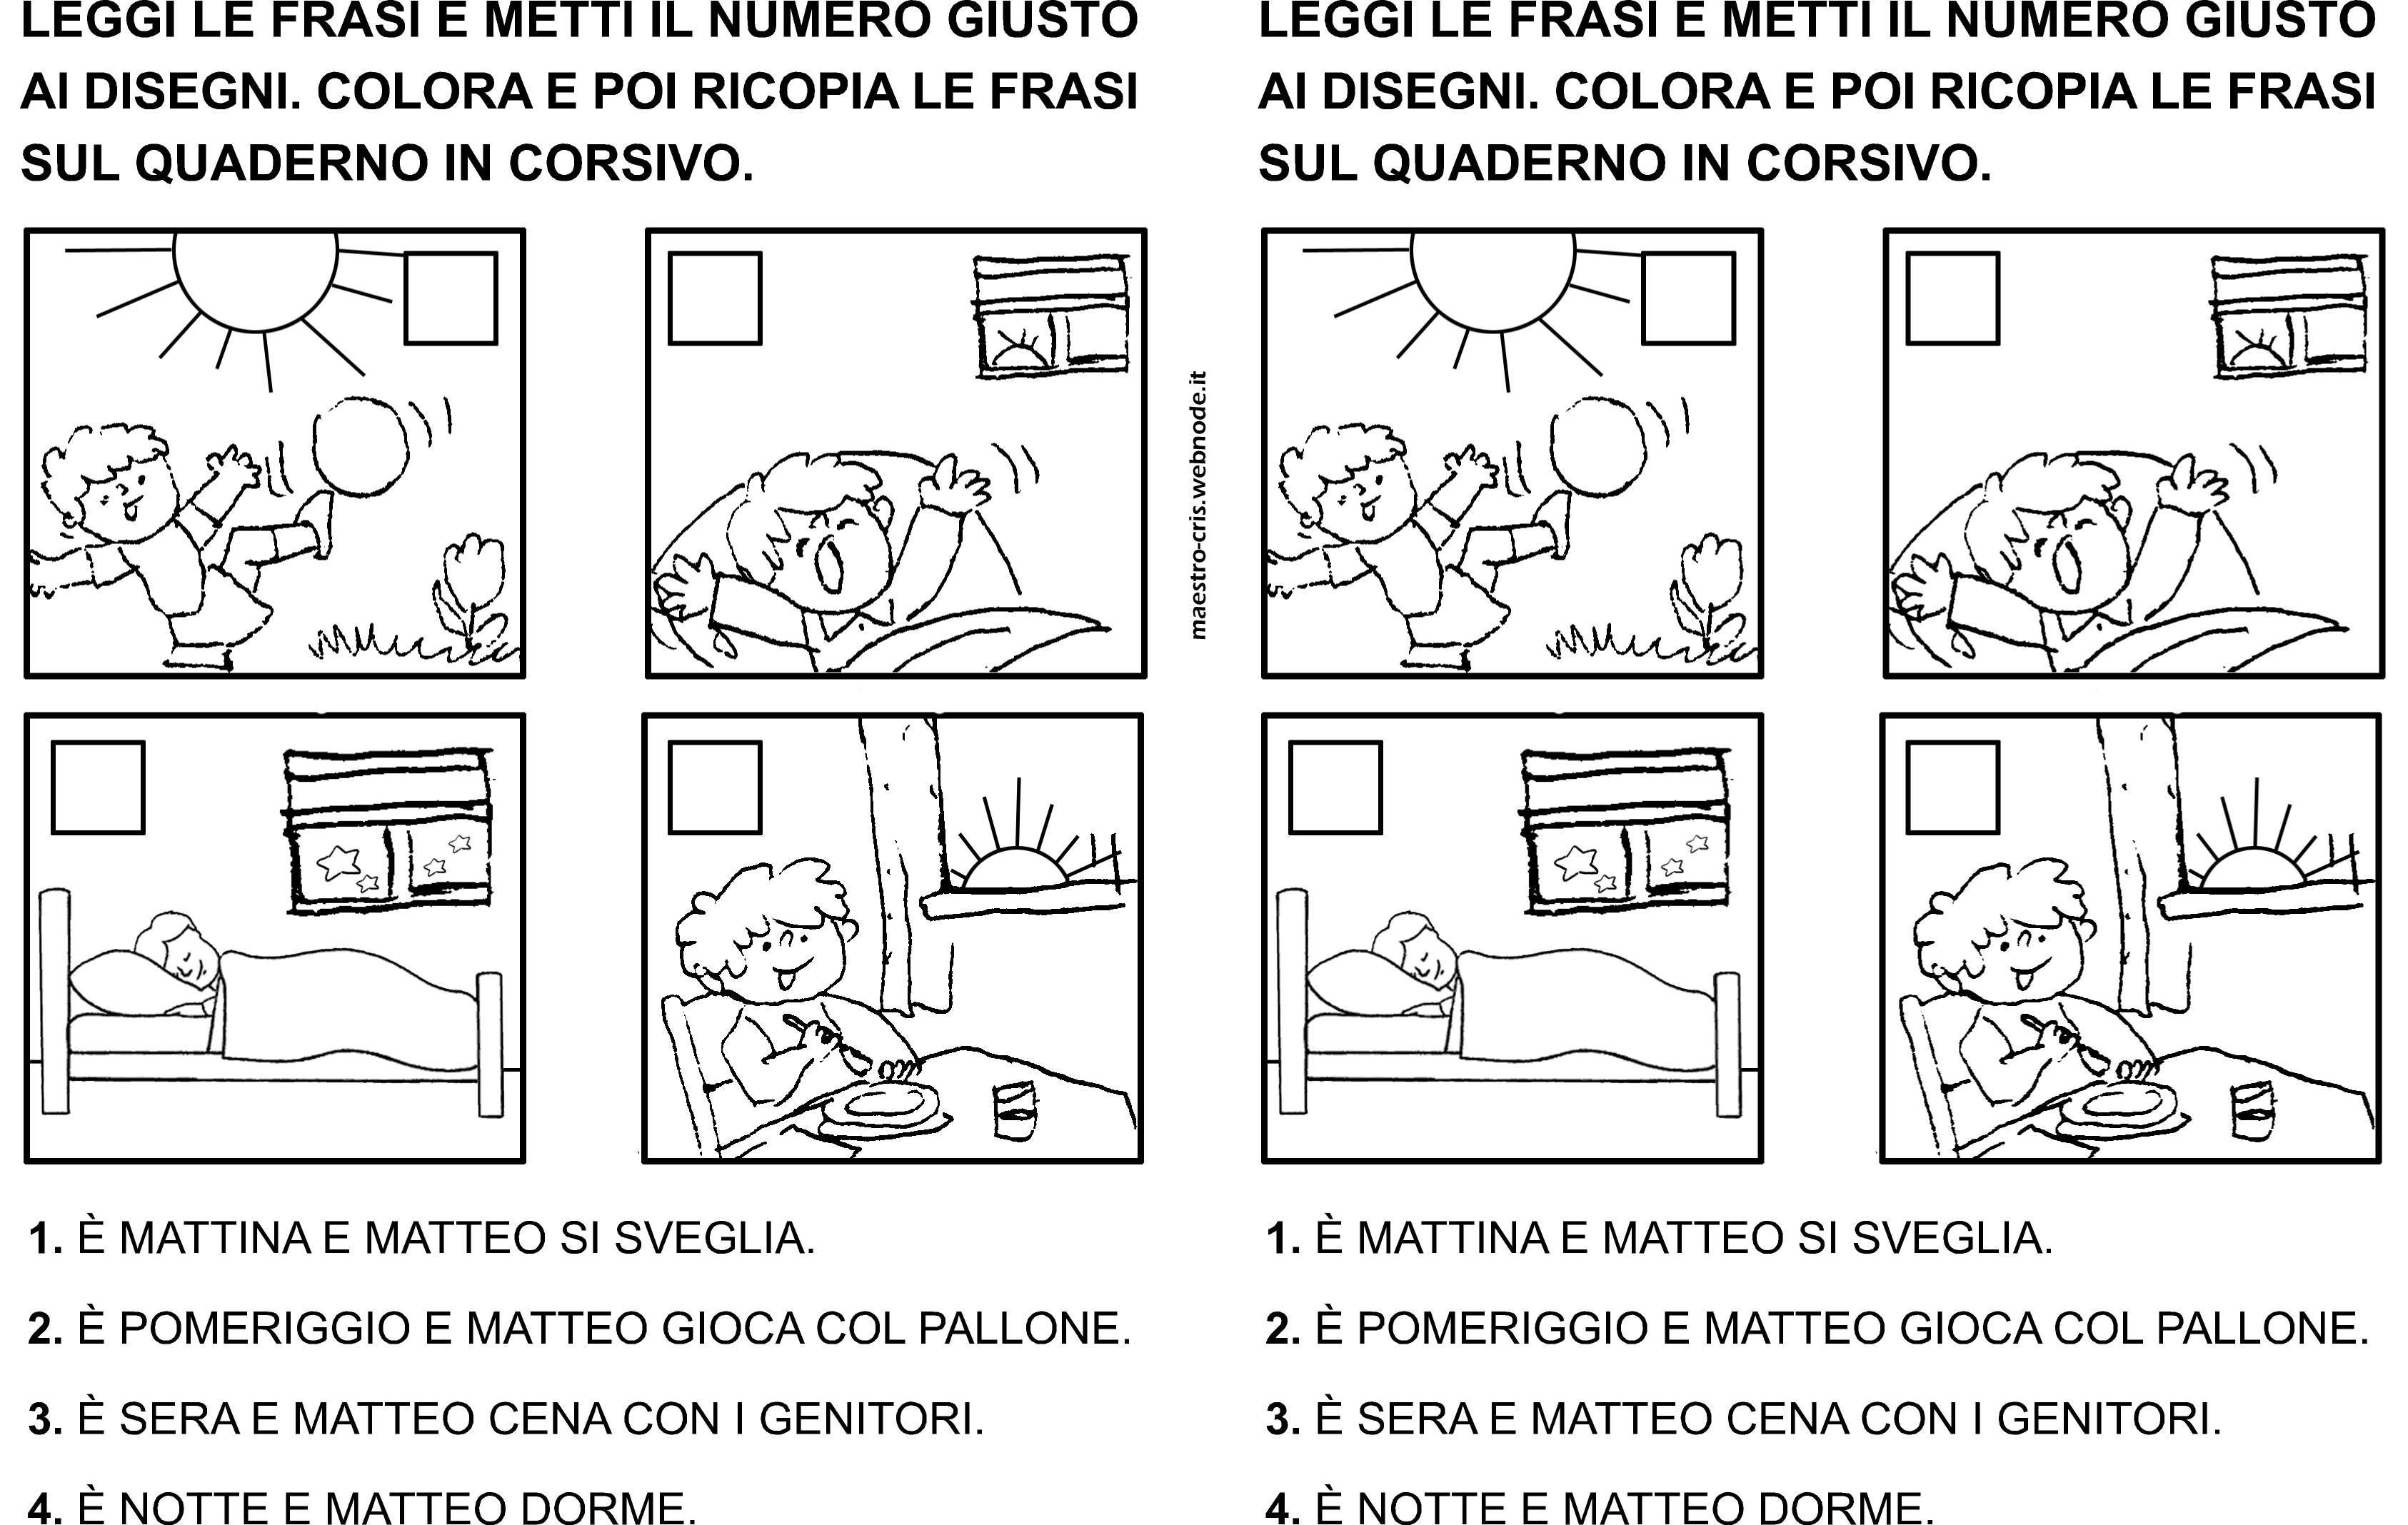 LEGGI LE FRASI E METTI IL NUMERO GIUSTO
AI DISEGNI. COLORA E POI RICOPIA LE FRASI
SUL QUADERNO IN CORSIVO.
1. È MATTINA E MATTEO SI SVEGLIA.
2. È POMERIGGIO E MATTEO GIOCA COL PALLONE.
3. È SERA E MATTEO CENA CON I GENITORI.
4. È NOTTE E MATTEO DORME.
maestro-cris.webnode.it
LEGGI LE FRASI E METTI IL NUMERO GIUSTO
AI DISEGNI. COLORA E POI RICOPIA LE FRASI
SUL QUADERNO IN CORSIVO.
1. È MATTINA E MATTEO SI SVEGLIA.
2. È POMERIGGIO E MATTEO GIOCA COL PALLONE.
3. È SERA E MATTEO CENA CON I GENITORI.
4. È NOTTE E MATTEO DORME.